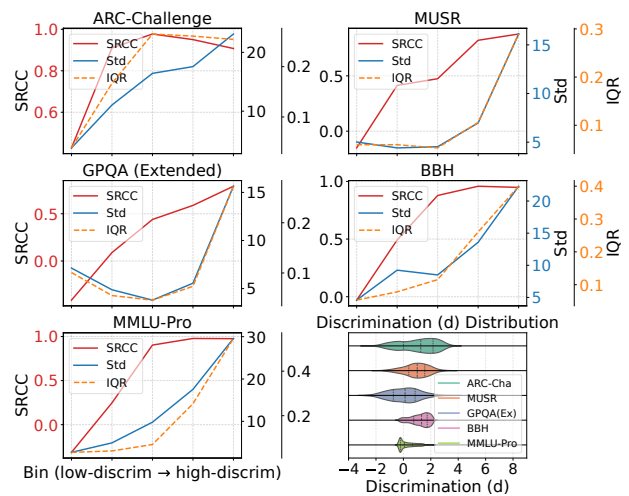 ARC-Challenge
1.0
0.8
0.6
SRCC
SRCC
Std
IQR
20
10
0.2
0.1
MUSR
0.5
0.0
SRCC
Std
IQR
15
10
5
Std
0.3
0.2
0.1
IQR
GPQA (Extended)
0.5
0.0
SRCC
SRCC
Std
IQR
15
10
5
0.2
0.1
BBH
1.0
0.5
0.0
SRCC
Std
IQR
20
15
10
5
Std
0.4
0.3
0.2
0.1
IQR
MMLU-Pro
1.0
0.5
0.0
SRCC
SRCC
Std
IQR
30
20
10
0.4
0.2
Bin (low-discrim → high-discrim)
Discrimination (d) Distribution
ARC-Cha
MUSR
GPQA(Ex)
BBH
MMLU-Pro
−4 −2 0 2 4 6 8
Discrimination (d)